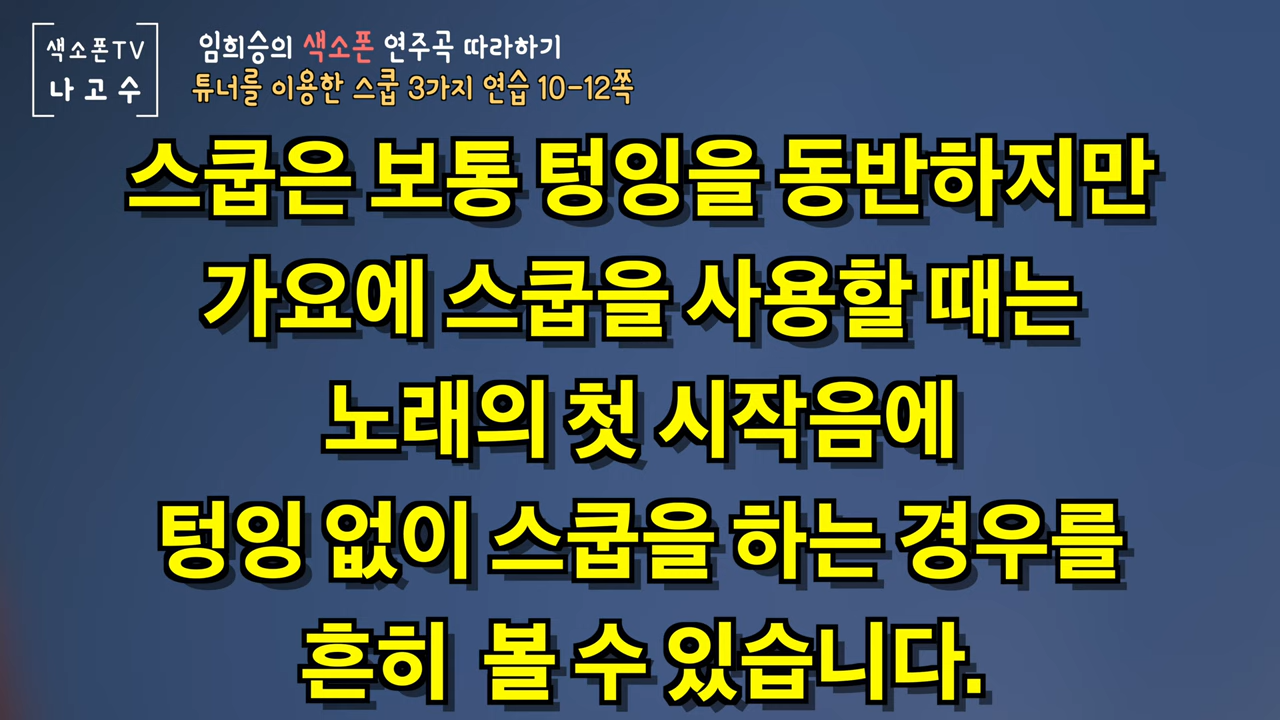 색소폰TV
나고수
임희승의 색소폰 연주곡 따라하기
튜너를 이용한 스쿱 3가지 연습 10-12쪽
스쿱은 보통 텅잉을 동반하지만
가요에 스쿱을 사용할 때는
노래의 첫 시작음에
텅잉 없이 스쿱을 하는 경우를
흔히 볼 수 있습니다.